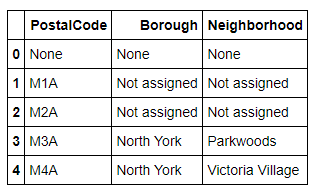 PostalCode Borough Neighborhood
0 None None None
1 M1A Not assigned Not assigned
2 M2A Not assigned Not assigned
3 M3A North York Parkwoods
4 M4A North York Victoria Village